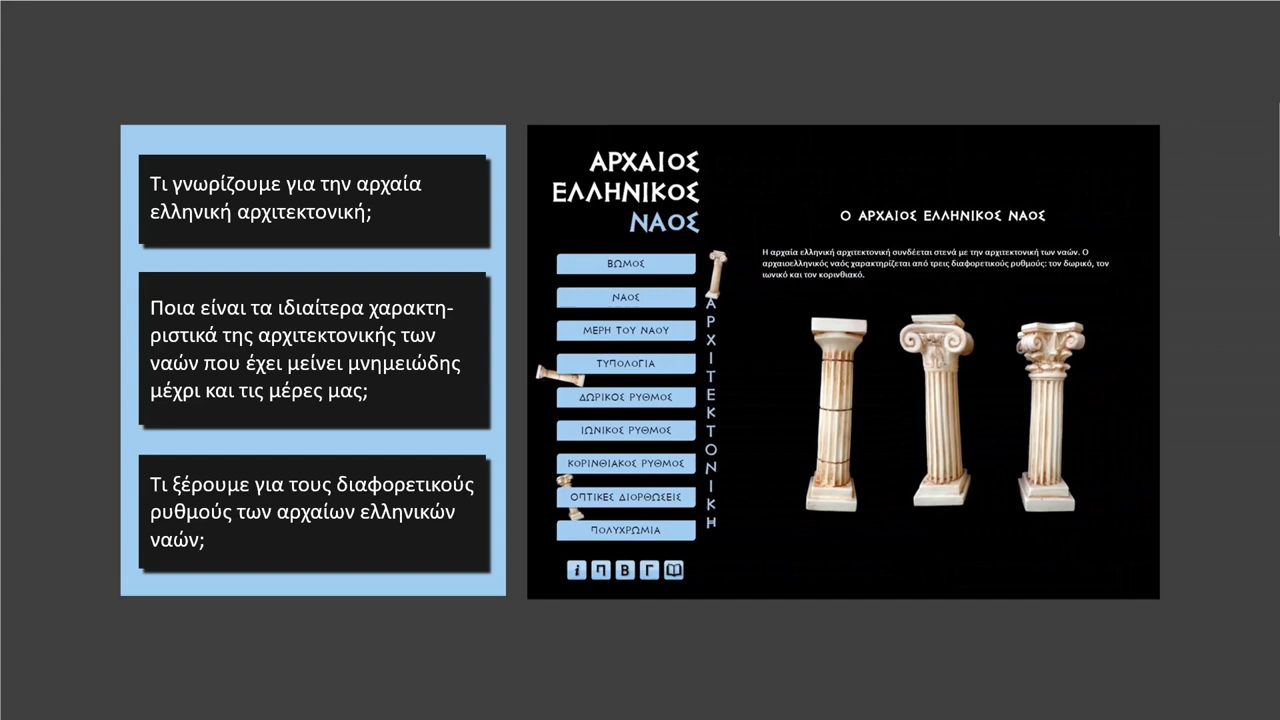 Τι γνωρίζουμε για την αρχαία
ελληνική αρχιτεκτονική;
Ποια είναι τα ιδιαίτερα χαρακτη-
ριστικά της αρχιτεκτονικής των
ναών που έχει μείνει μνημειώδης
μέχρι και τις μέρες μας;
Τι ξέρουμε για τους διαφορετικούς
ρυθμούς των αρχαίων ελληνικών
ναών;
ΑΡΧΑΙΟΣ
ΕΛΛΗΝΙΚΟΣ
ΝΑΟΣ
ΒΩΜΟΣ
ΝΑΟΣ
ΜΕΡΗ ΤΟΥ ΝΑΟΥ
ΤΥΠΟΛΟΓΙΑ
ΔΩΡΙΚΟΣ ΡΥΘΜΟΣ
ΙΩΝΙΚΟΣ ΡΥΘΜΟΣ
ΚΟΡΙΝΘΙΑΚΟΣ ΡΥΘΜΟΣ
ΟΠΤΙΚΕΣ ΔΙΟΡΘΩΣΕΙΣ
ΠΟΛΥΧΡΩΜΙΑ
i Π Β Γ
ΑΡΧΙΤΕΚΤΟΝΙΚΗ
Ο ΑΡΧΑΙΟΣ ΕΛΛΗΝΙΚΟΣ ΝΑΟΣ
Η αρχαία ελληνική αρχιτεκτονική συνδέεται στενά με την αρχιτεκτονική των ναών. Ο
αρχαιοελληνικός ναός χαρακτηρίζεται από τρεις διαφορετικούς ρυθμούς: τον δωρικό, τον
ιωνικό και τον κορινθιακό.